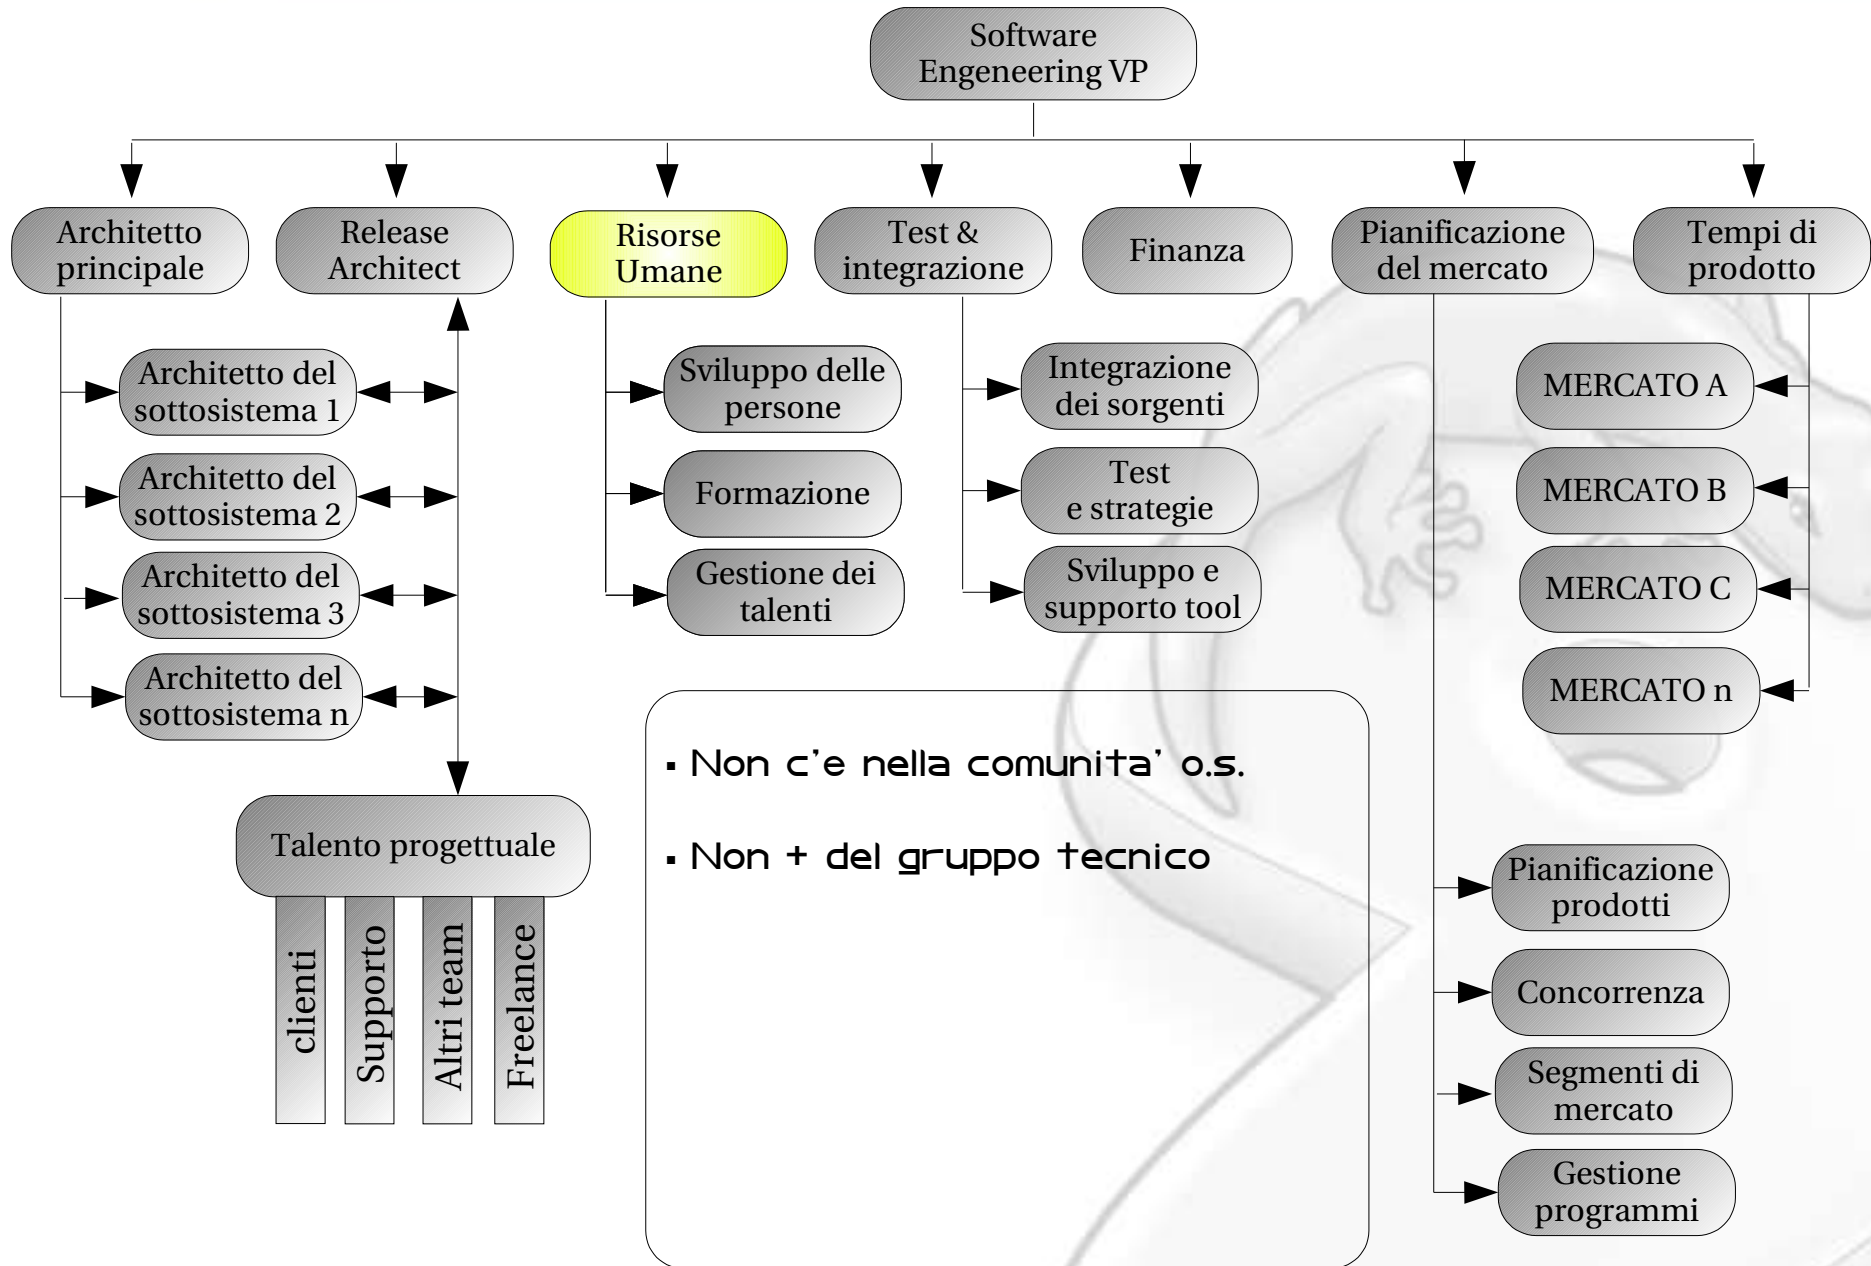 Software
Engeneering VP
Architetto
principale
Release
Architect
Risorse
Umane
Test &
integrazione
Finanza
Pianificazione
del mercato
Tempi di
prodotto
Architetto del
sottosistema 1
Architetto del
sottosistema 2
Architetto del
sottosistema 3
Architetto del
sottosistema n
Talento progettuale
clienti
Supporto
Altri team
Freelance
Sviluppo delle
persone
Formazione
Gestione dei
talenti
Integrazione
dei sorgenti
Test
e strategie
Sviluppo e
supporto tool
MERCATO A
MERCATO B
MERCATO C
MERCATO n
▪ Non c'e nella comunita' o.s.
▪ Non + del gruppo tecnico
Pianificazione
prodotti
Concorrenza
Segmenti di
mercato
Gestione
programmi